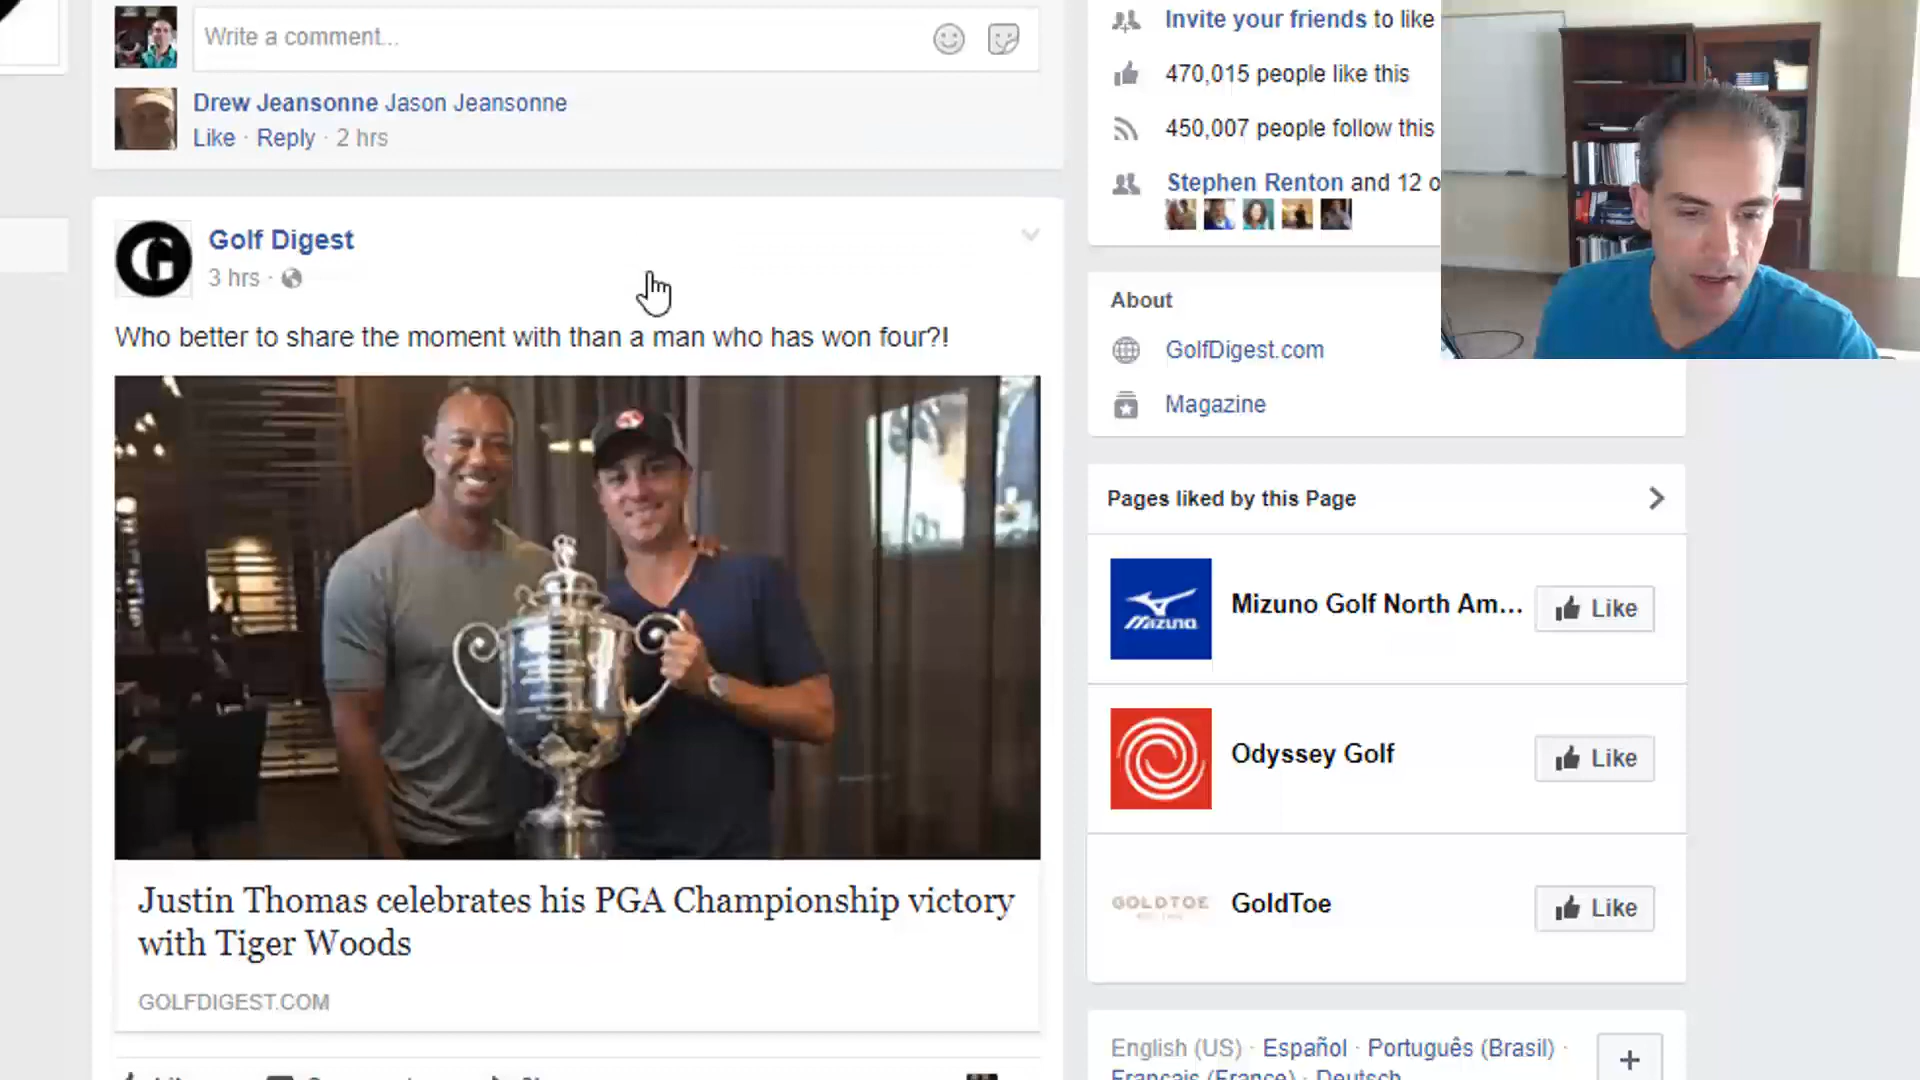 Write a comment...
Drew Jeansonne Jason Jeansonne
Like · Reply · 2 hrs
Golf Digest
3 hrs ·
Who better to share the moment with than a man who has won four?!
Justin Thomas celebrates his PGA Championship victory
with Tiger Woods
GOLFDIGEST.COM
Invite your friends to like
470,015 people like this
450,007 people follow this
Stephen Renton and 12 o
About
GolfDigest.com
Magazine
Pages liked by this Page
Mizuno
Mizuno Golf North Am...
Like
Odyssey Golf
Like
GOLDTOE
GoldToe
Like
English (US) · Español · Português (Brasil) ·
Français (France) · Deutsch